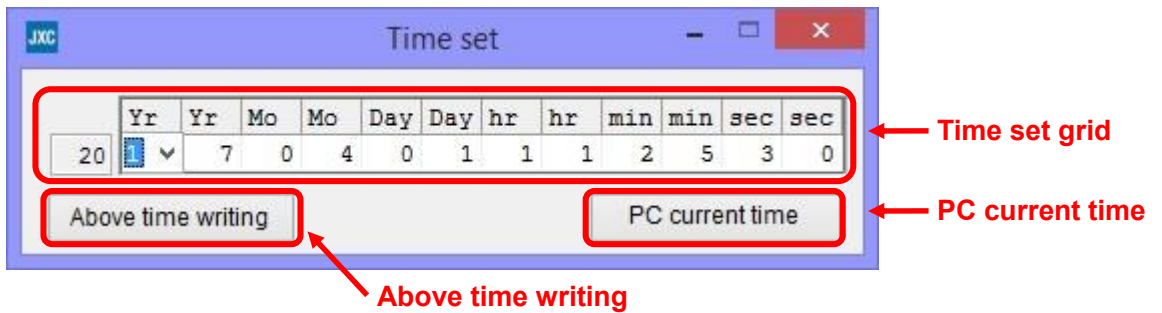 JXC Time set
Yr Yr Mo Mo Day Day hr hr min min sec sec
20 1 7 0 4 0 1 1 1 2 5 3 0
Time set grid
Above time writing PC current time
PC current time
Above time writing